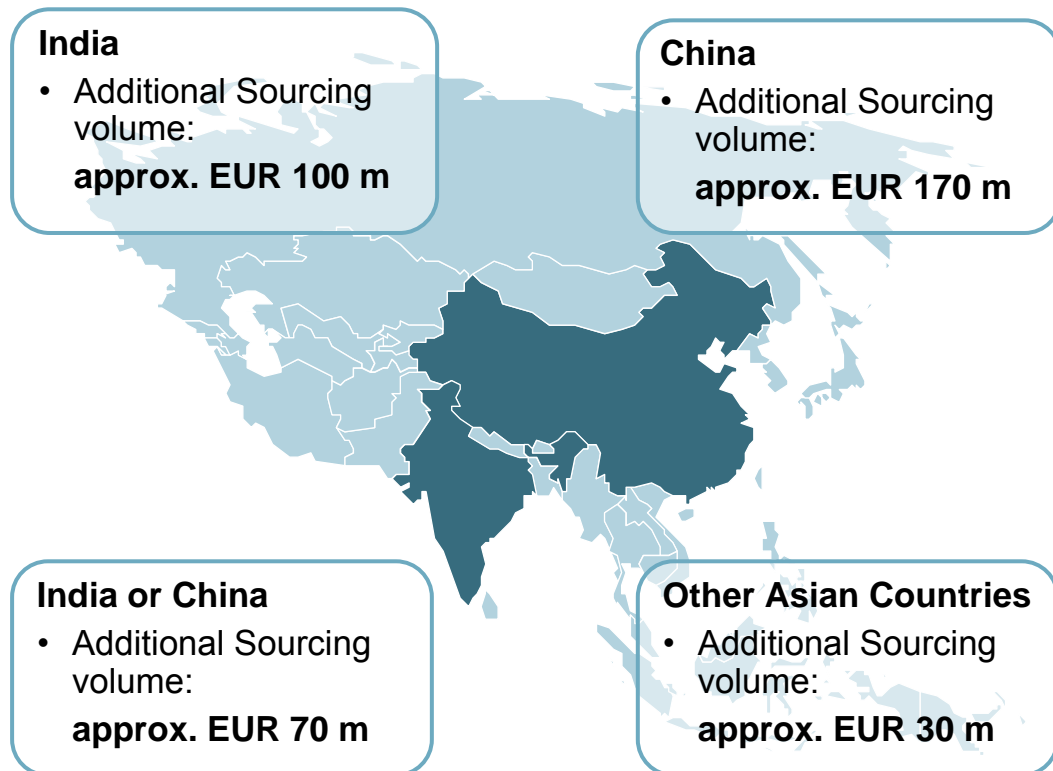 India
• Additional Sourcing
volume:
approx. EUR 100 m
China
• Additional Sourcing
volume:
approx. EUR 170 m
India or China
• Additional Sourcing
volume:
approx. EUR 70 m
Other Asian Countries
• Additional Sourcing
volume:
approx. EUR 30 m